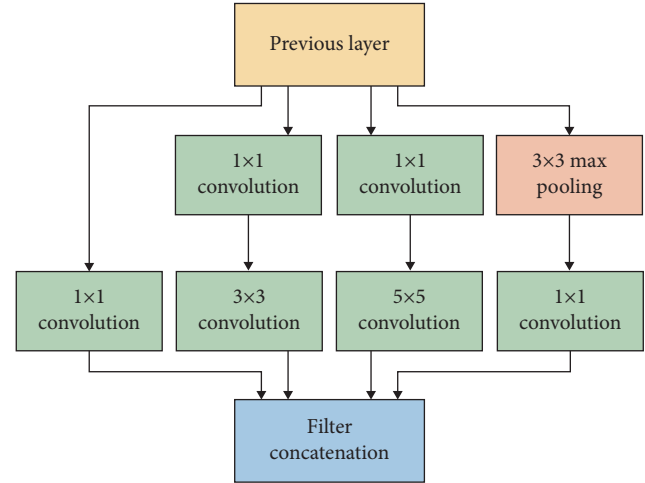 Previous layer
1×1
convolution
1×1
convolution
3×3 max
pooling
1×1
convolution
3×3
convolution
5×5
convolution
1×1
convolution
Filter
concatenation